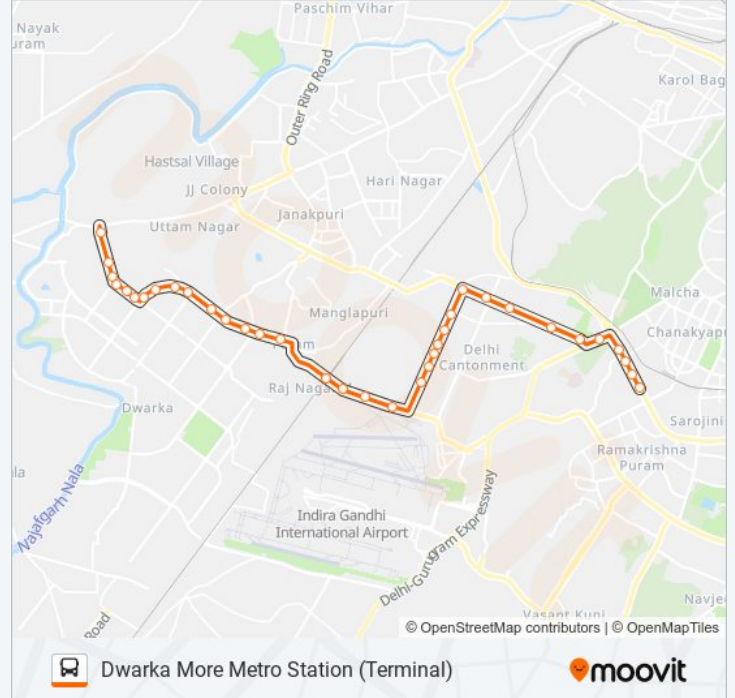 Paschim Vihar
Nayak
uram
Karol Bag
Outer Ring Road
Hastsal Village
Hari Nagar
JJ Colony
Janakpuri
Uttam Nagar
Malcha
Manglapuri
Chanakyapu
Delhi
Cantonment
Raj Naga
Dwarka
Sarojini
Ramakrishna
Puram
la
Najafgarh Nala
Indira Gandhi
International Airport
Delhi-Gurugram Expressway
Navje
Vasant Kunj
Road
© OpenStreetMap contributors | © OpenMapTiles
Dwarka More Metro Station (Terminal)
moovit